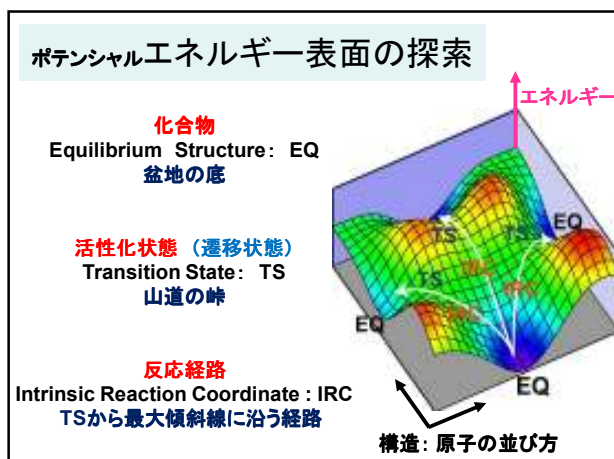 ポテンシャルエネルギー表面の探索
エネルギー
化合物
Equilibrium Structure: EQ
盆地の底
活性化状態 (遷移状態)
Transition State: TS
山道の峠
反応経路
Intrinsic Reaction Coordinate : IRC
TSから最大傾斜線に沿う経路
EQ
TS
TS
IRC
TS
IRC
IRC
EQ
EQ
構造: 原子の並び方